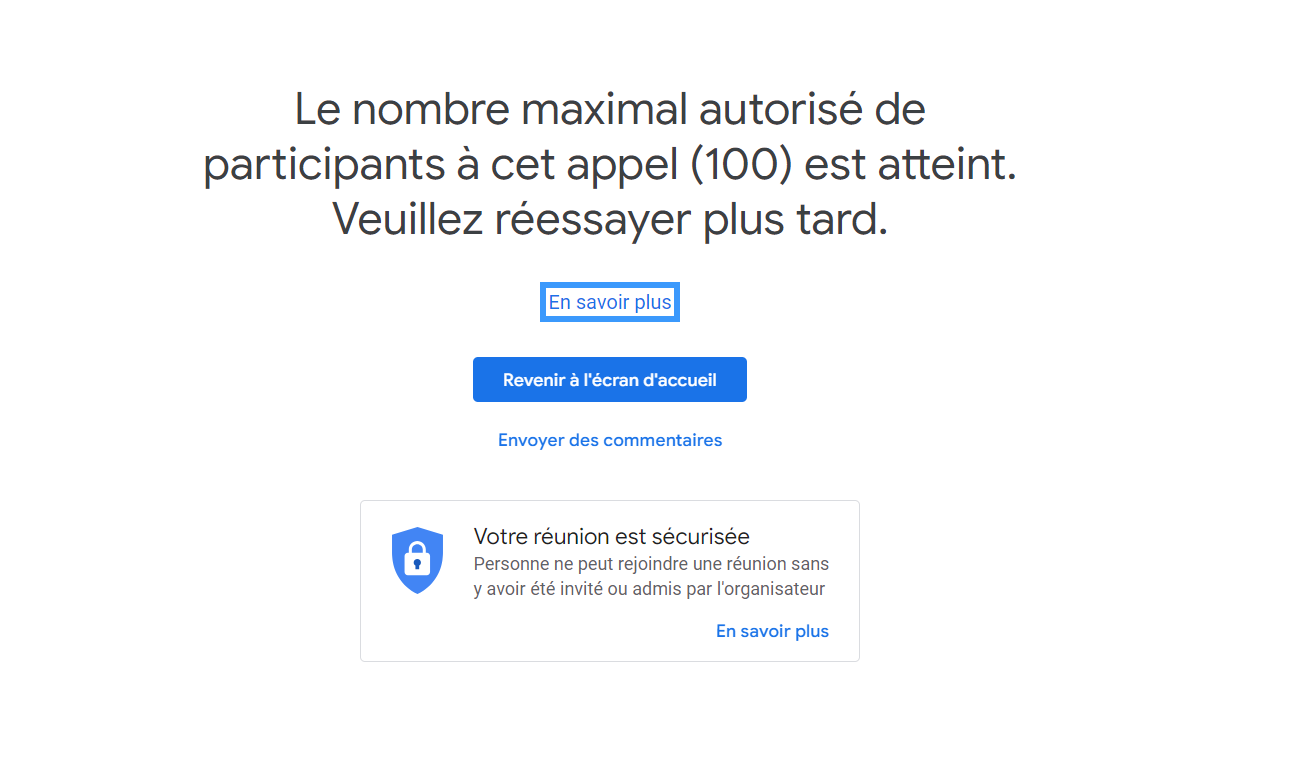 Le nombre maximal autorisé de
participants à cet appel (100) est atteint.
Veuillez réessayer plus tard.
En savoir plus
Revenir à l'écran d'accueil
Envoyer des commentaires
Votre réunion est sécurisée
Personne ne peut rejoindre une réunion sans
y avoir été invité ou admis par l'organisateur
En savoir plus